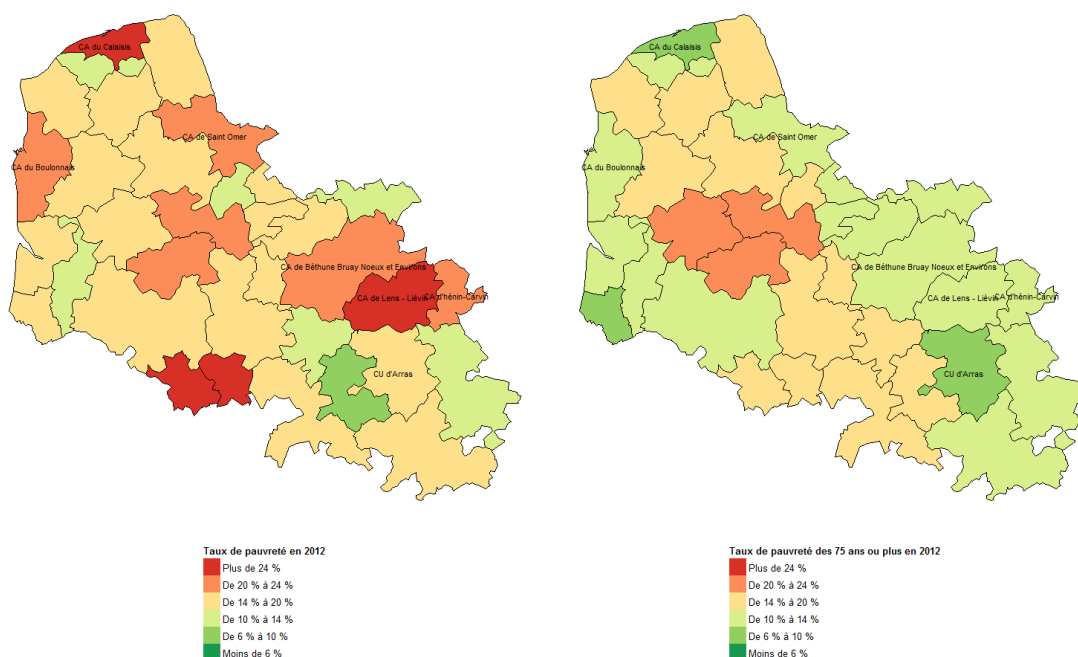 CA du Calaisis
CA de Saint Omer
CA du Boulonnais
CA de Béthune Bruay Noeux et Environs
CA de Lens - Liévin
CA d'hénin-Carvin
CU d'Arras
Taux de pauvreté en 2012
Plus de 24 %
De 20 % à 24 %
De 14 % à 20 %
De 10 % à 14 %
De 6 % à 10 %
Moins de 6 %
CA du Calaisis
CA de Saint Omer
CA du Boulonnais
CA de Béthune Bruay Noeux et Environs
CA de Lens - Liévin
CA d'hénin-Carvin
CU d'Arras
Taux de pauvreté des 75 ans ou plus en 2012
Plus de 24 %
De 20 % à 24 %
De 14 % à 20 %
De 10 % à 14 %
De 6 % à 10 %
Moins de 6 %